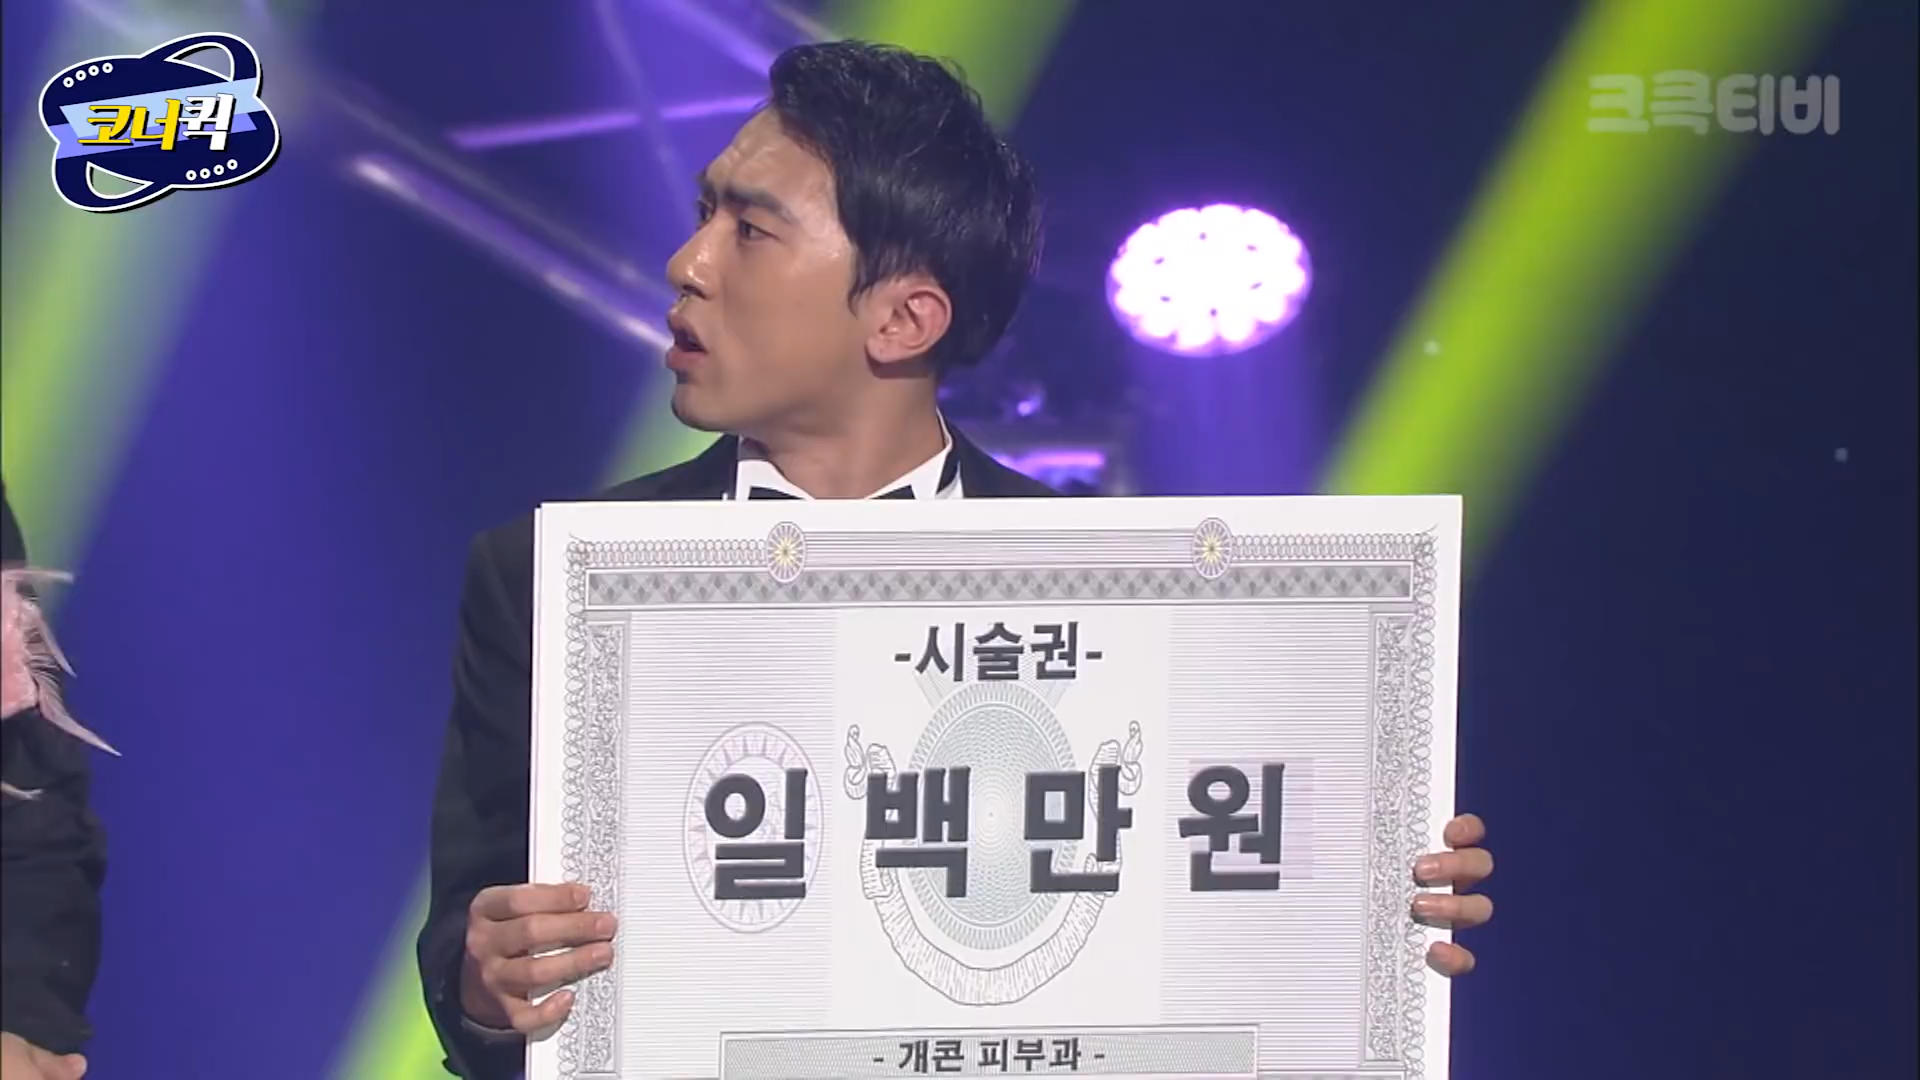 코너퀵
크큭티비
-시술권-
일백만원
- 개콘 피부과 -